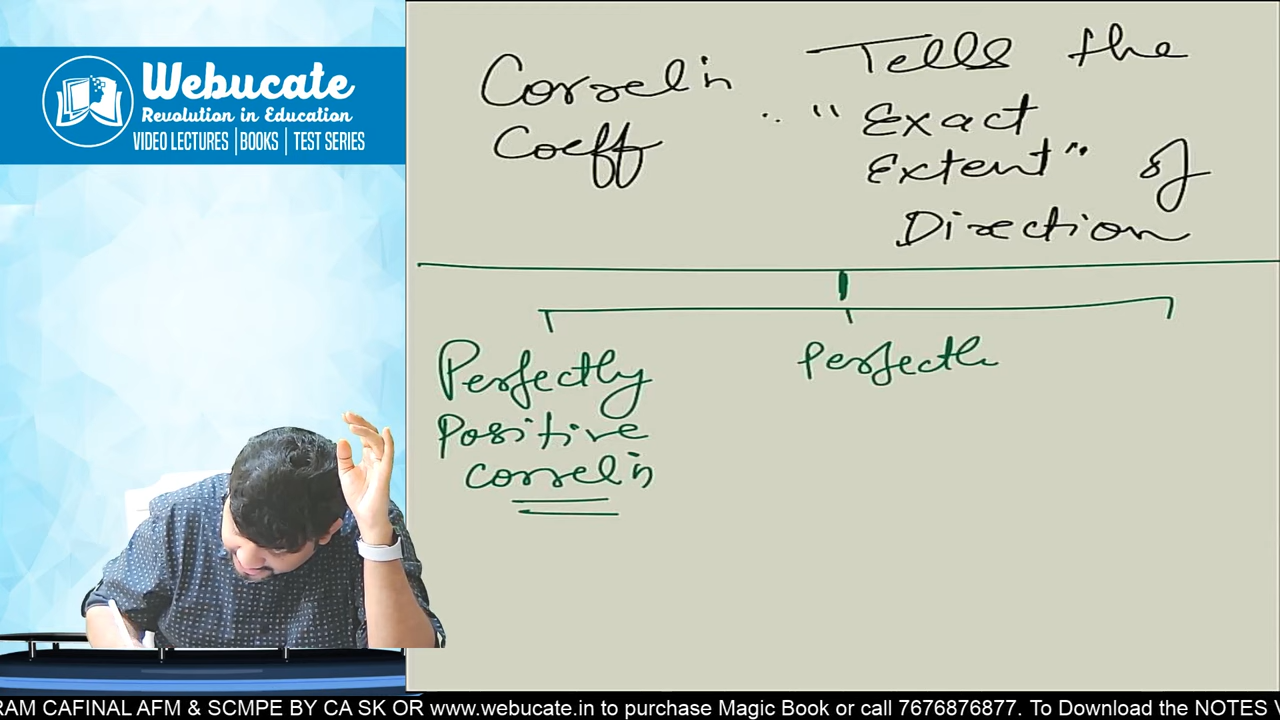 Webucate
Revolution in Education
VIDEO LECTURES | BOOKS | TEST SERIES
Correl'n
Coeff
Tells the
"Exact
Extent" of
Direction
Perfectly
Positive
correl'n
Perfectl
RAM CAFINAL AFM & SCMPE BY CA SK OR www.webucate.in to purchase Magic Book or call 7676876877. To Download the NOTES V